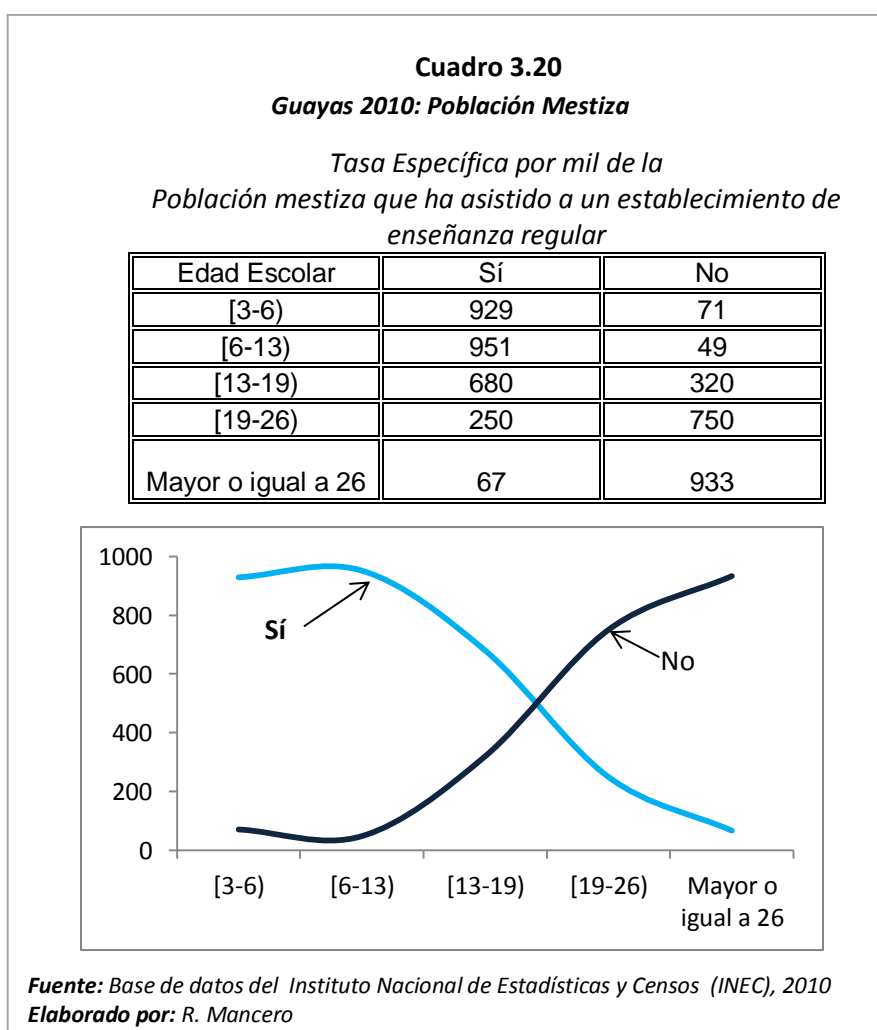 Cuadro 3.20
Guayas 2010: Población Mestiza
Tasa Específica por mil de la
Población mestiza que ha asistido a un establecimiento de
enseñanza regular
Edad Escolar Sí No
[3-6) 929 71
[6-13) 951 49
[13-19) 680 320
[19-26) 250 750
Mayor o igual a 26 67 933
1000
800
600
400
200
0
Sí
No
[3-6) [6-13) [13-19) [19-26) Mayor o
igual a 26
Fuente: Base de datos del Instituto Nacional de Estadísticas y Censos (INEC), 2010
Elaborado por: R. Mancero